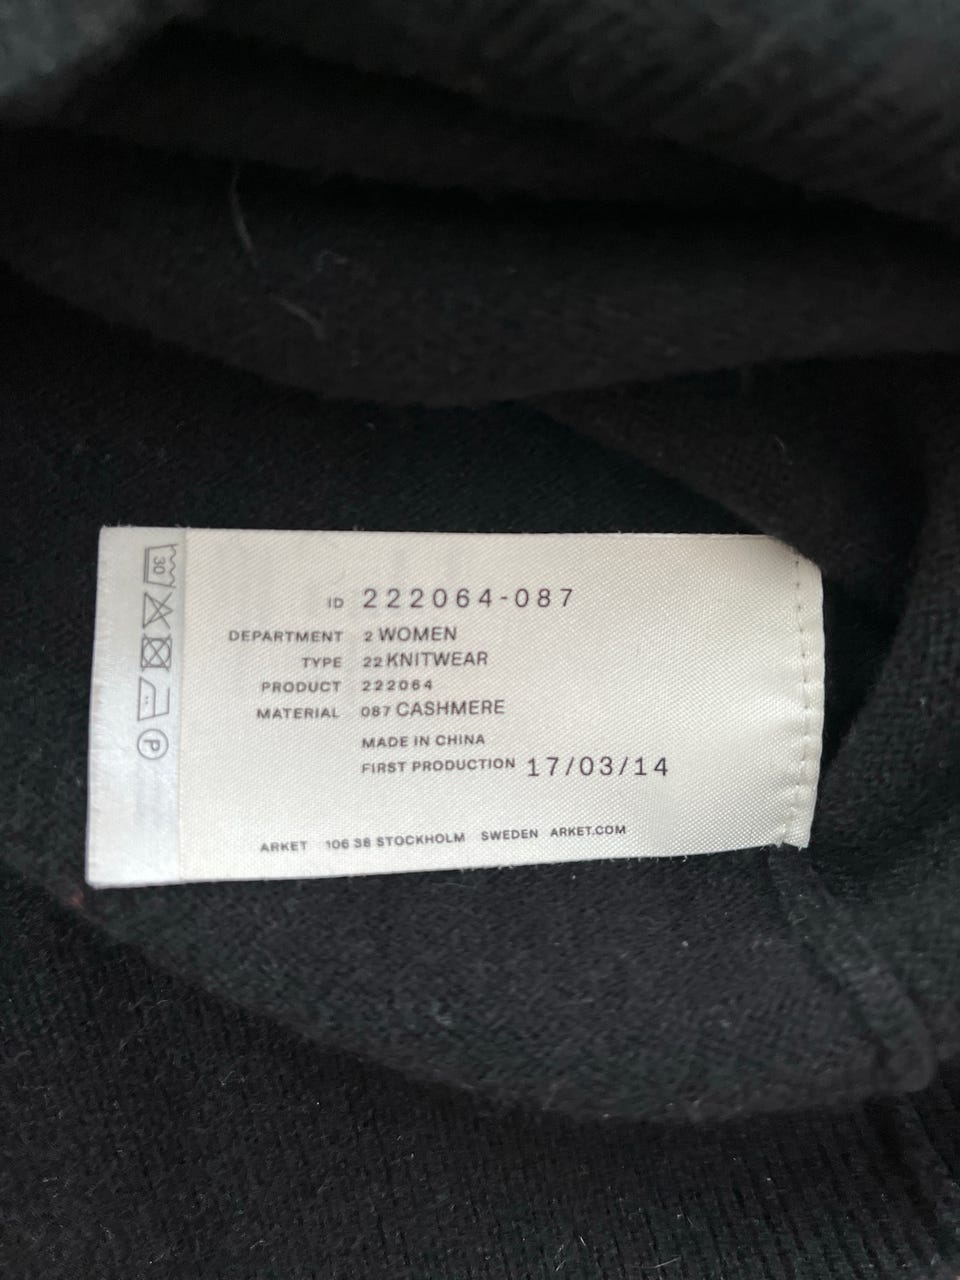 ID 222064-087
DEPARTMENT 2 WOMEN
TYPE 22 KNITWEAR
PRODUCT 222064
MATERIAL 087 CASHMERE
MADE IN CHINA
FIRST PRODUCTION 17/03/14
ARKET 106 38 STOCKHOLM SWEDEN ARKET.COM
30
P